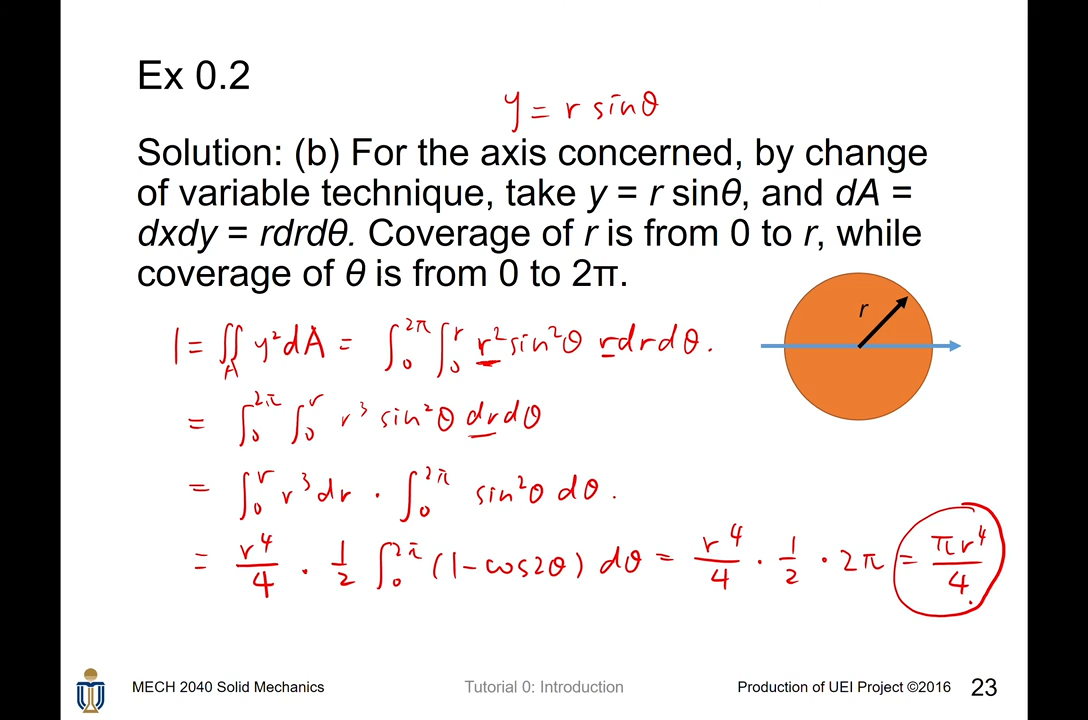 Ex 0.2
y = r sinθ
Solution: (b) For the axis concerned, by change
of variable technique, take y = r sinθ, and dA =
dxdy = rdrdθ. Coverage of r is from 0 to r, while
coverage of θ is from 0 to 2π.
r
I = ∬_A y²dA = ∫₀^2π ∫₀^r r² sin²θ rdrdθ.
= ∫₀^2π ∫₀^r r³ sin²θ drdθ
= ∫₀^r r³dr · ∫₀^2π sin²θ dθ.
= r⁴/4 · 1/2 ∫₀^2π (1-cos2θ) dθ = r⁴/4 · 1/2 · 2π = πr⁴/4.
MECH 2040 Solid Mechanics
Tutorial 0: Introduction
Production of UEI Project ©2016
23